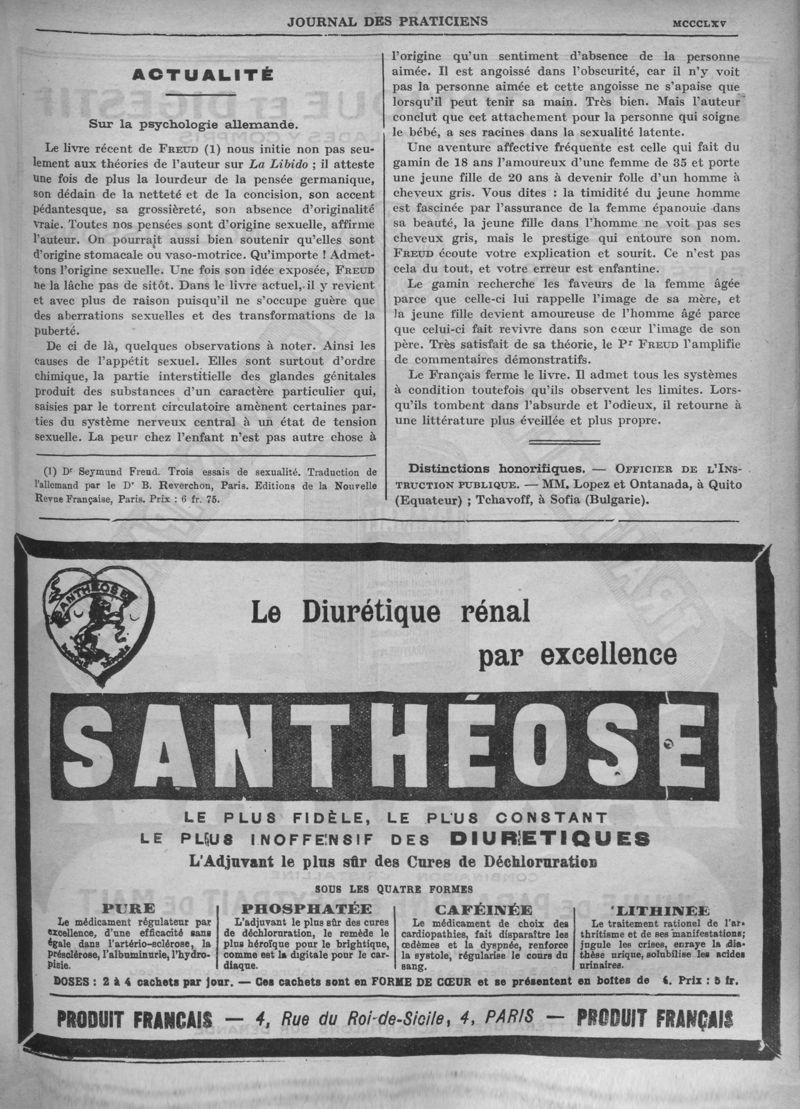 JOURNAL DES PRATICIENS
MCCCLXV
ACTUALITÉ
Sur la psychologie allemande.
Le livre récent de FREUD (1) nous initie non pas seu-
lement aux théories de l'auteur sur La Libido ; il atteste
une fois de plus la lourdeur de la pensée germanique,
son dédain de la netteté et de la concision, son accent
pédantesque, sa grossièreté, son absence d'originalité
vraie. Toutes nos pensées sont d'origine sexuelle, affirme
l'auteur. On pourrait aussi bien soutenir qu'elles sont
d'origine stomacale ou vaso-motrice. Qu'importe ! Admet-
tons l'origine sexuelle. Une fois son idée exposée, FREUD
ne la lâche pas de sitôt. Dans le livre actuel, il y revient
et avec plus de raison puisqu'il ne s'occupe guère que
des aberrations sexuelles et des transformations de la
puberté.
De ci de là, quelques observations à noter. Ainsi les
causes de l'appétit sexuel. Elles sont surtout d'ordre
chimique, la partie interstitielle des glandes génitales
produit des substances d'un caractère particulier qui,
saisies par le torrent circulatoire amènent certaines par-
ties du système nerveux central à un état de tension
sexuelle. La peur chez l'enfant n'est pas autre chose à
(1) Dr Seymund Freud. Trois essais de sexualité. Traduction de
l'allemand par le Dr B. Reverchon, Paris. Editions de la Nouvelle
Revue Française, Paris. Prix : 6 fr. 75.
l'origine qu'un sentiment d'absence de la personne
aimée. Il est angoissé dans l'obscurité, car il n'y voit
pas la personne aimée et cette angoisse ne s'apaise que
lorsqu'il peut tenir sa main. Très bien. Mais l'auteur
conclut que cet attachement pour la personne qui soigne
le bébé, a ses racines dans la sexualité latente.
Une aventure affective fréquente est celle qui fait du
gamin de 18 ans l'amoureux d'une femme de 35 et porte
une jeune fille de 20 ans à devenir folle d'un homme à
cheveux gris. Vous dites : la timidité du jeune homme
est fascinée par l'assurance de la femme épanouie dans
sa beauté, la jeune fille dans l'homme ne voit pas ses
cheveux gris, mais le prestige qui entoure son nom.
FREUD écoute votre explication et sourit. Ce n'est pas
cela du tout, et votre erreur est enfantine.
Le gamin recherche les faveurs de la femme âgée
parce que celle-ci lui rappelle l'image de sa mère, et
la jeune fille devient amoureuse de l'homme âgé parce
que celui-ci fait revivre dans son cœur l'image de son
père. Très satisfait de sa théorie, le Pr FREUD l'amplifie
de commentaires démonstratifs.
Le Français ferme le livre. Il admet tous les systèmes
à condition toutefois qu'ils observent les limites. Lors-
qu'ils tombent dans l'absurde et l'odieux, il retourne à
une littérature plus éveillée et plus propre.
Distinctions honorifiques. — OFFICIER DE L'INS-
TRUCTION PUBLIQUE. — MM. Lopez et Ontanada, à Quito
(Equateur) ; Tchavoff, à Sofia (Bulgarie).
SANTHÉOSE
Le Diurétique rénal
par excellence
SANTHÉOSE
LE PLUS FIDÈLE, LE PLUS CONSTANT
LE PLUS INOFFENSIF DES DIURETIQUES
L'Adjuvant le plus sûr des Cures de Déchloruration
SOUS LES QUATRE FORMES
PURE
Le médicament régulateur par
excellence, d'une efficacité sans
égale dans l'artério-sclérose, la
présclérose, l'albuminurie, l'hydro-
pisie.
PHOSPHATÉE
L'adjuvant le plus sûr des cures
de déchloruration, le remède le
plus héroïque pour le brightique,
comme est la digitale pour le car-
diaque.
CAFÉINÉE
Le médicament de choix des
cardiopathies, fait disparaître les
œdèmes et la dyspnée, renforce
la systole, régularise le cours du
sang.
LITHINÉE
Le traitement rationel de l'ar-
thritisme et de ses manifestations;
jugule les crises, enraye la dia-
thèse urique, solubilise les acides
urinaires.
DOSES : 2 à 4 cachets par jour. — Ces cachets sont en FORME DE CŒUR et se présentent en boîtes de 4. Prix : 5 fr.
PRODUIT FRANCAIS — 4, Rue du Roi-de-Sicile, 4, PARIS — PRODUIT FRANÇAIS